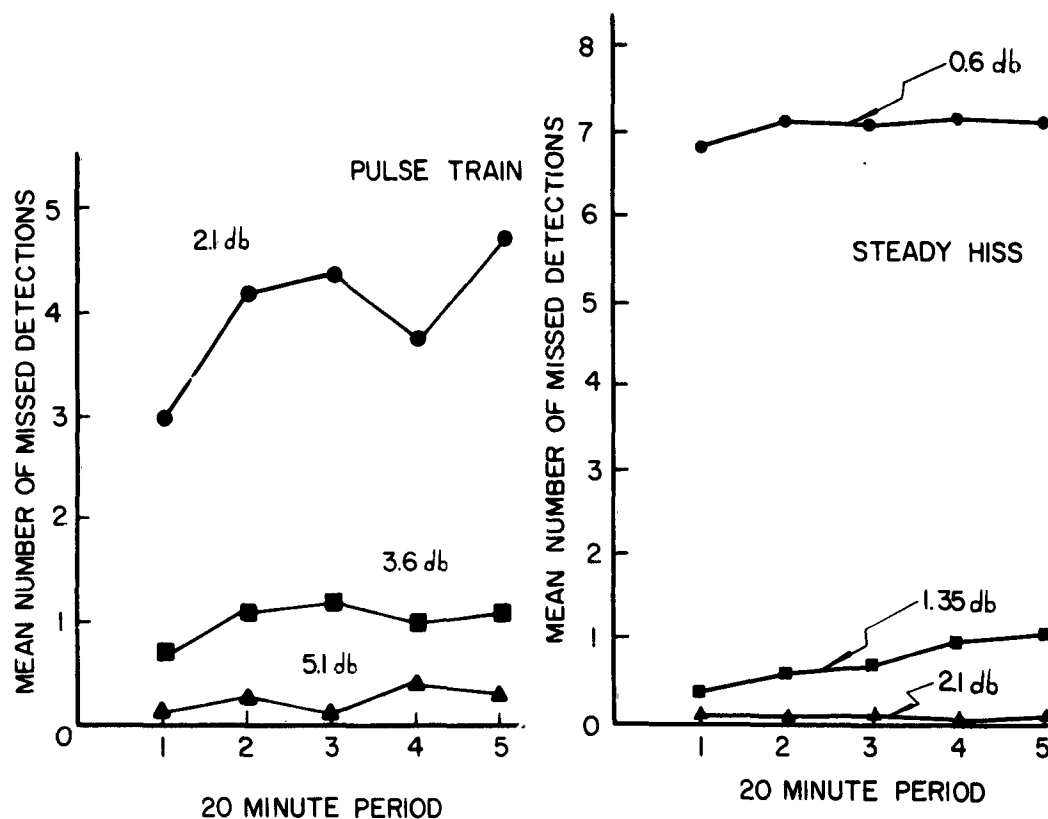 PULSE TRAIN
MEAN NUMBER OF MISSED DETECTIONS
5
4
3
2
1
0
2.1 db
3.6 db
5.1 db
1 2 3 4 5
20 MINUTE PERIOD
STEADY HISS
MEAN NUMBER OF MISSED DETECTIONS
8
7
6
5
4
3
2
1
0
0.6 db
1.35 db
2.1 db
1 2 3 4 5
20 MINUTE PERIOD